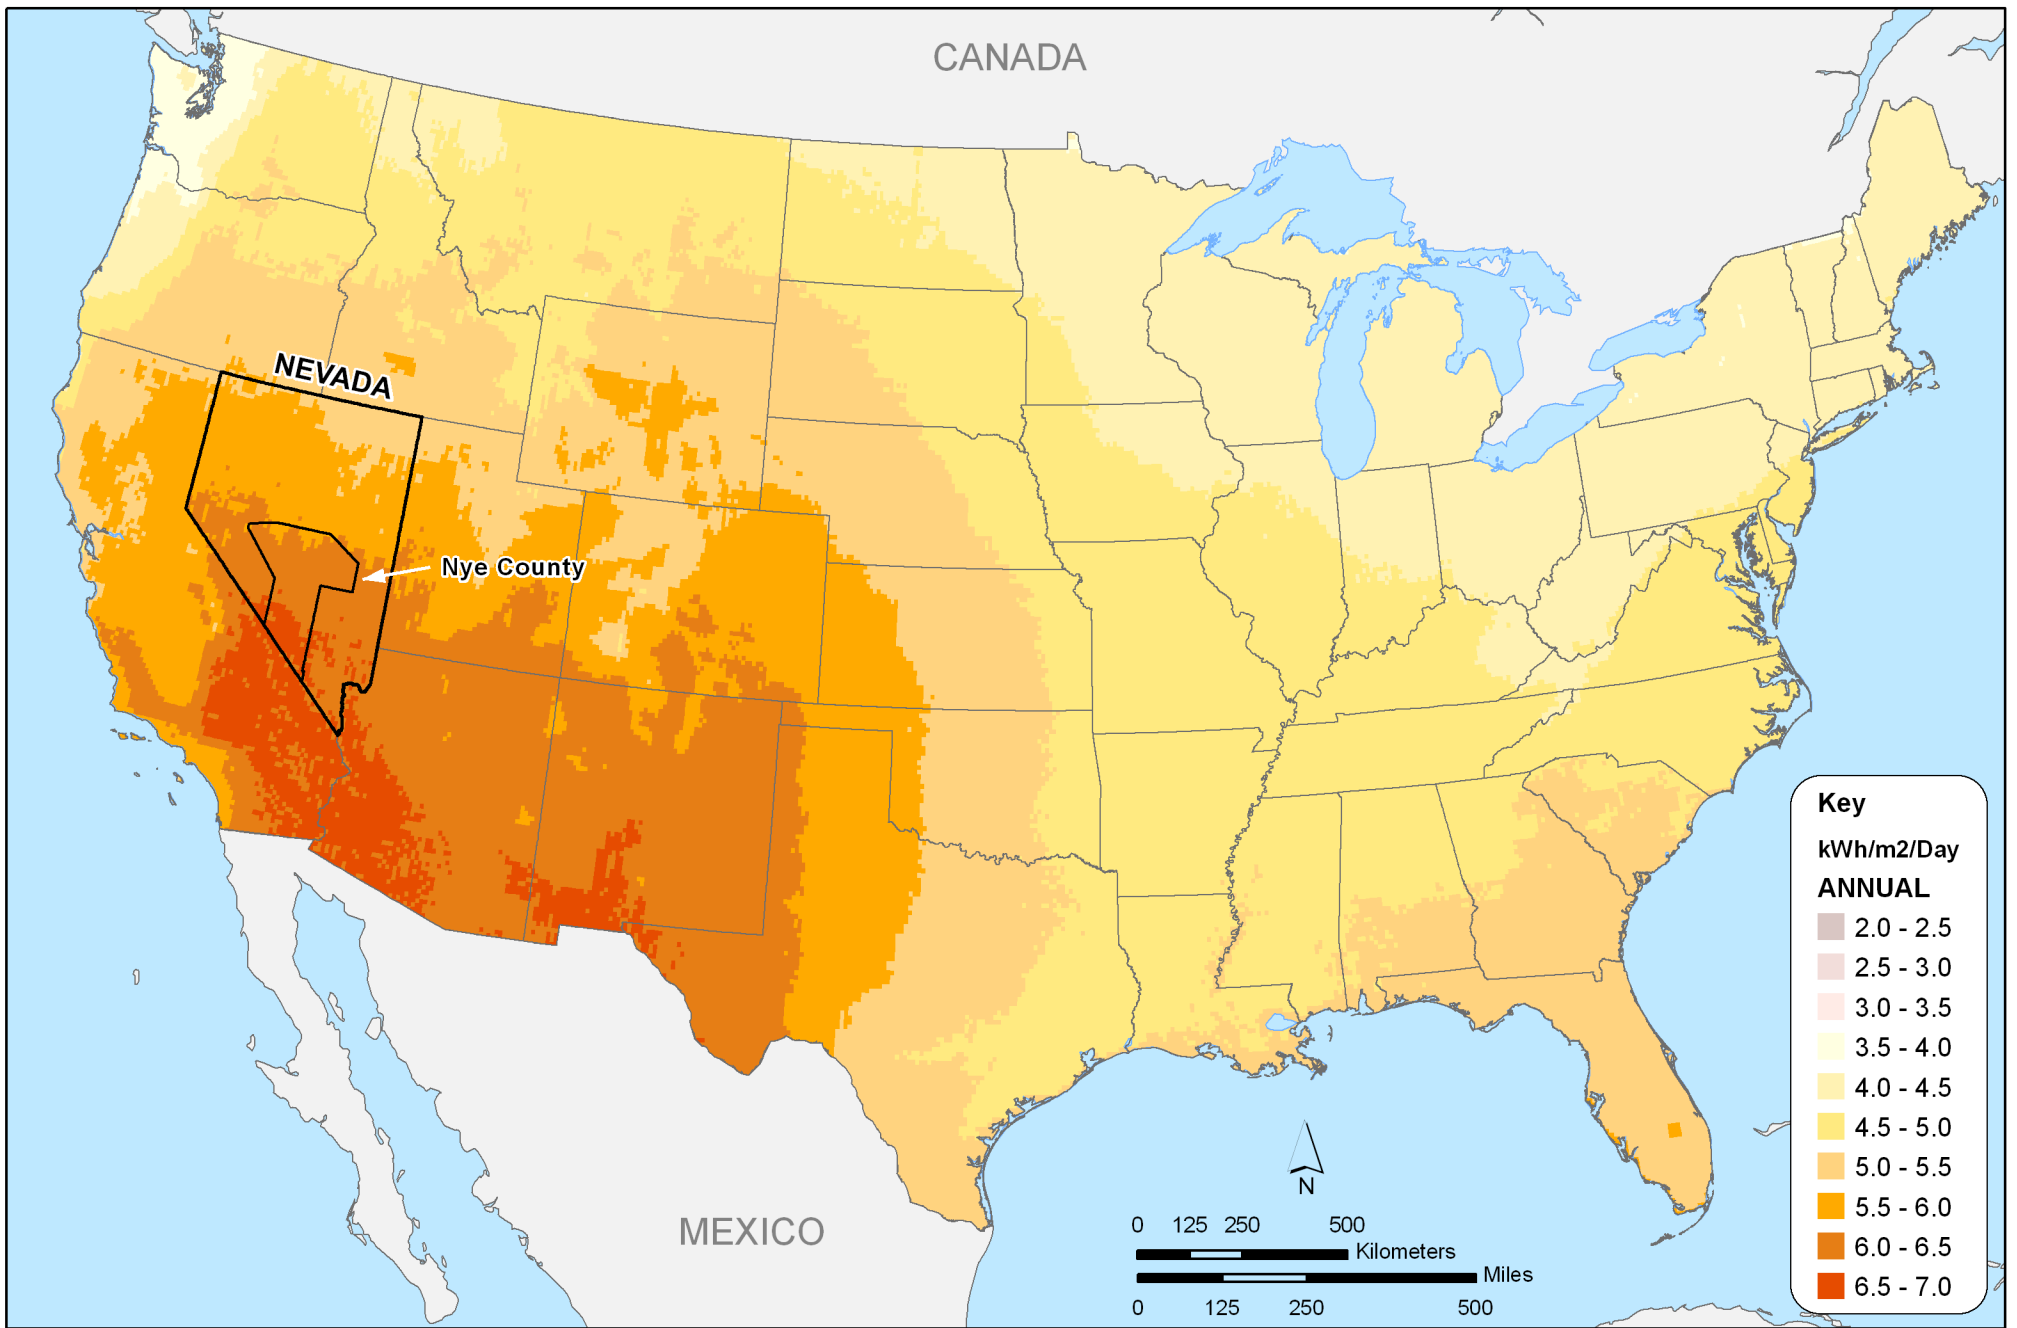 CANADA
NEVADA
Nye County
MEXICO
N
0 125 250 500
Kilometers
Miles
0 125 250 500
Key
kWh/m2/Day
ANNUAL
2.0 - 2.5
2.5 - 3.0
3.0 - 3.5
3.5 - 4.0
4.0 - 4.5
4.5 - 5.0
5.0 - 5.5
5.5 - 6.0
6.0 - 6.5
6.5 - 7.0